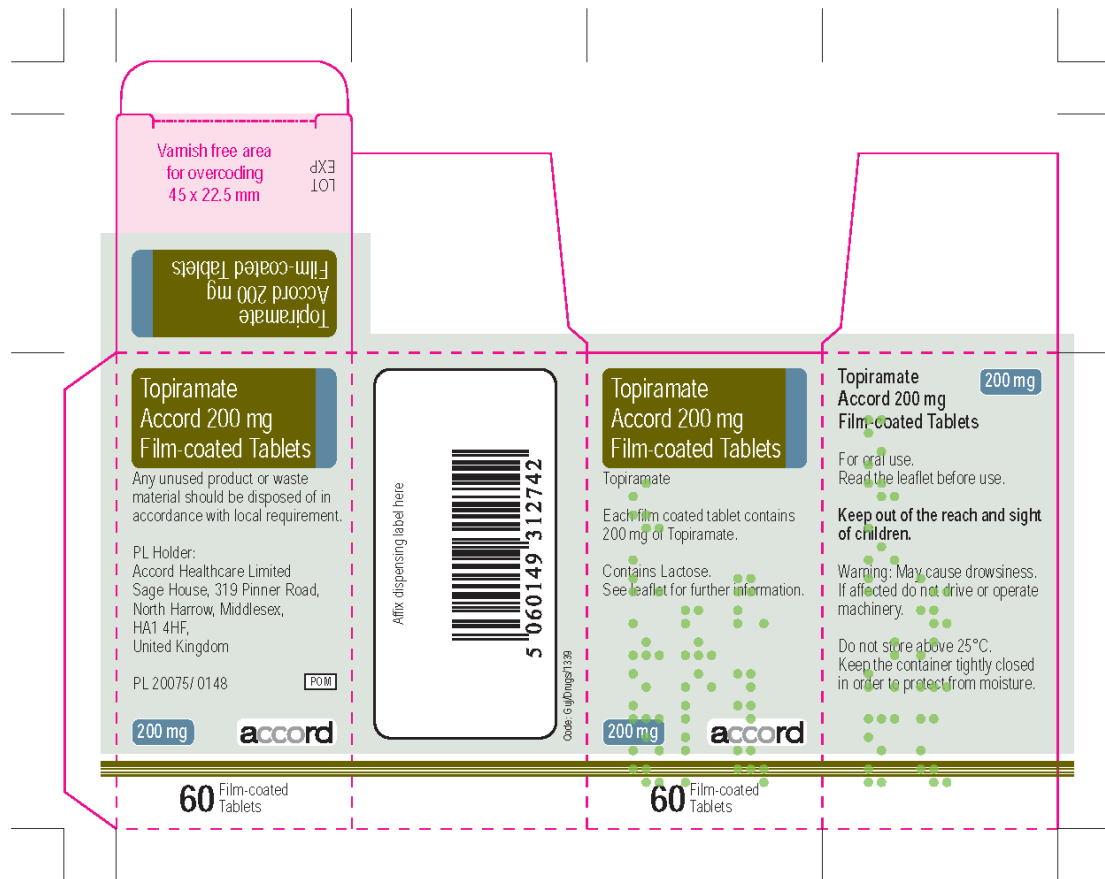 Varnish free area
for overcoding
45 x 22.5 mm
LOT
EXP
Topiramate
Accord 200 mg
Film-coated Tablets
Topiramate
Accord 200 mg
Film-coated Tablets
Any unused product or waste
material should be disposed of in
accordance with local requirement.
PL Holder:
Accord Healthcare Limited
Sage House, 319 Pinner Road,
North Harrow, Middlesex,
HA1 4HF,
United Kingdom
PL 20075/ 0148
POM
200 mg
accord
60 Film-coated
Tablets
Affix dispensing label here
5 060149 312742
Code: Guj/Drugs/1339
Topiramate
Accord 200 mg
Film-coated Tablets
Topiramate
Each film coated tablet contains
200 mg of Topiramate.
Contains Lactose.
See leaflet for further information.
200 mg
accord
60 Film-coated
Tablets
Topiramate
Accord 200 mg
Film-coated Tablets
200 mg
For oral use.
Read the leaflet before use.
Keep out of the reach and sight
of children.
Warning: May cause drowsiness.
If affected do not drive or operate
machinery.
Do not store above 25°C.
Keep the container tightly closed
in order to protect from moisture.